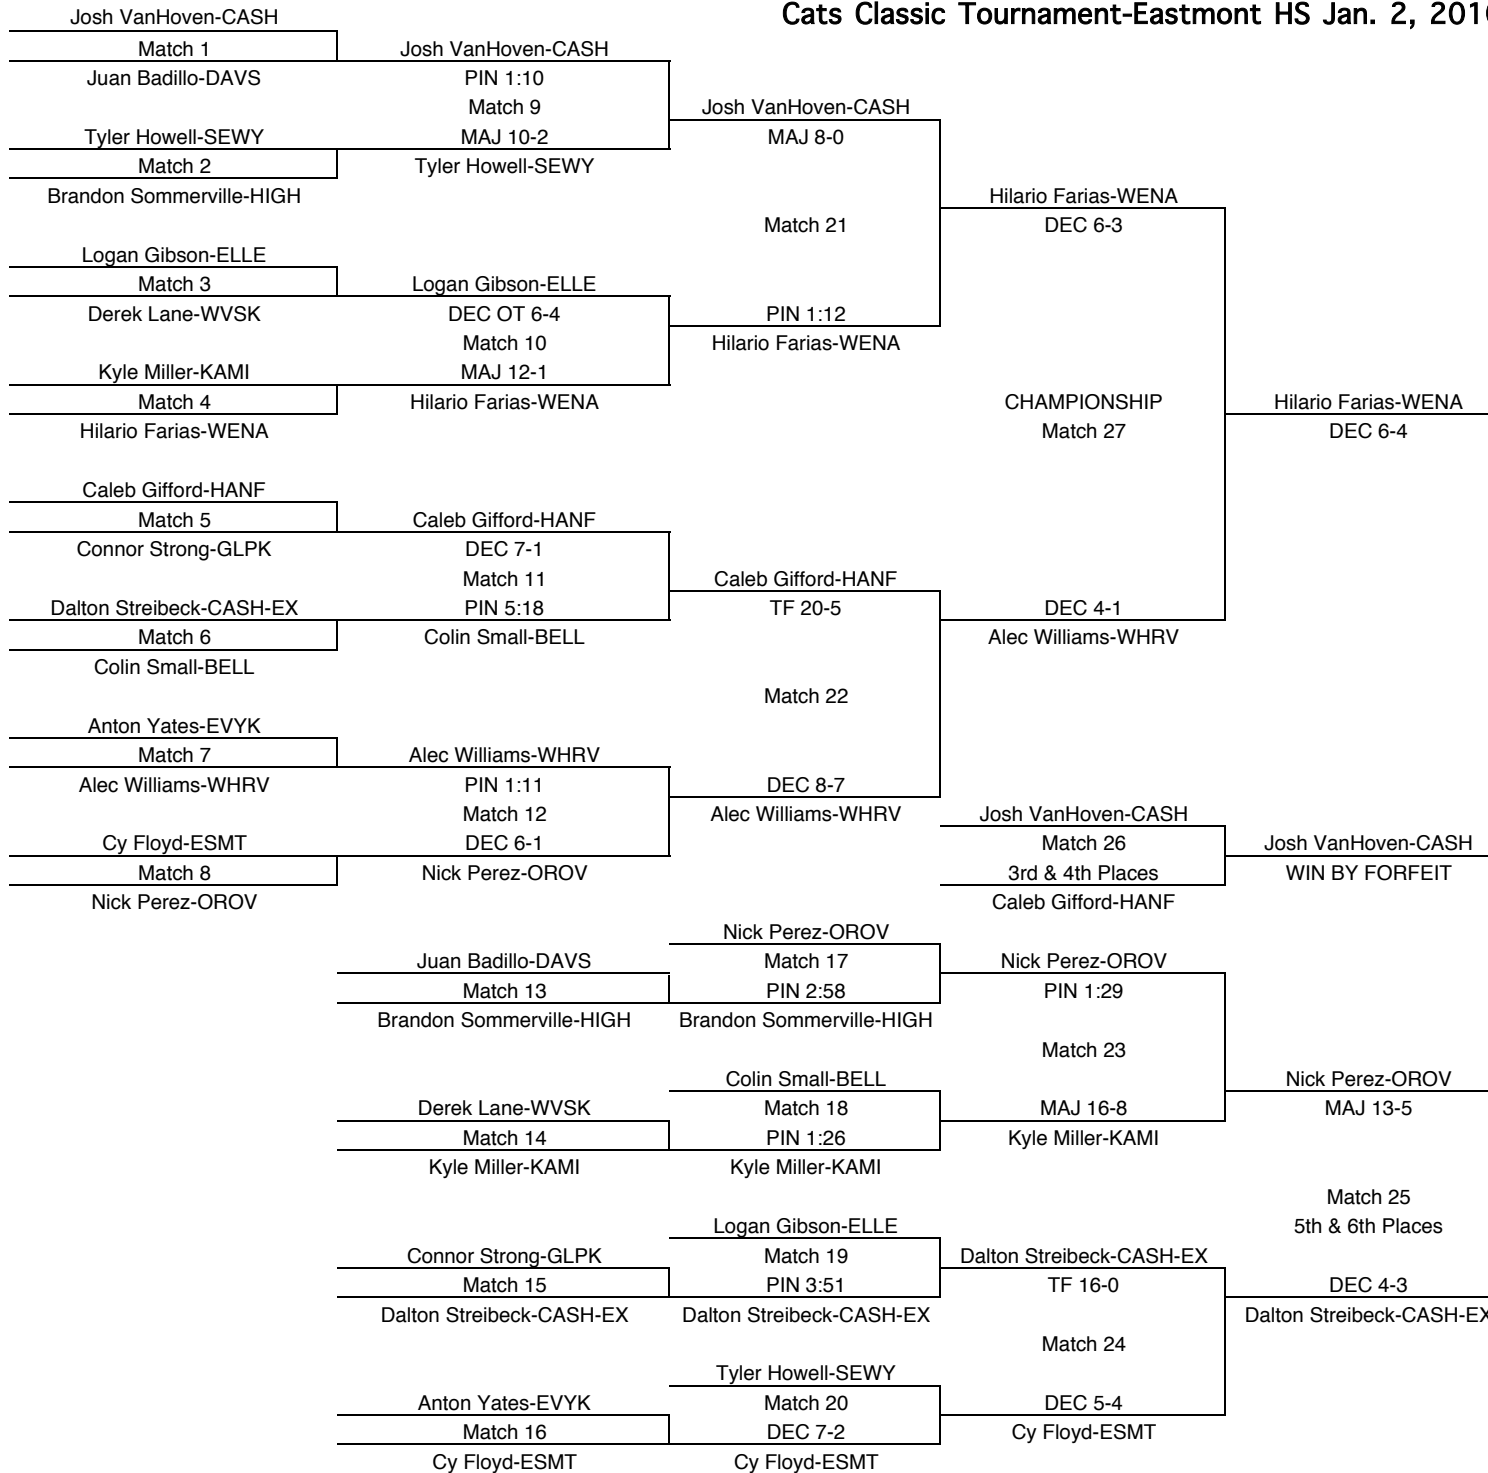 Cats Classic Tournament-Eastmont HS Jan. 2, 2016
Josh VanHoven-CASH
Match 1
Juan Badillo-DAVS
Tyler Howell-SEWY
Match 2
Brandon Sommerville-HIGH
Logan Gibson-ELLE
Match 3
Derek Lane-WVSK
Kyle Miller-KAMI
Match 4
Hilario Farias-WENA
Caleb Gifford-HANF
Match 5
Connor Strong-GLPK
Dalton Streibeck-CASH-EX
Match 6
Colin Small-BELL
Anton Yates-EVYK
Match 7
Alec Williams-WHRV
Cy Floyd-ESMT
Match 8
Nick Perez-OROV
Josh VanHoven-CASH
PIN 1:10
Match 9
MAJ 10-2
Tyler Howell-SEWY
Logan Gibson-ELLE
DEC OT 6-4
Match 10
MAJ 12-1
Hilario Farias-WENA
Caleb Gifford-HANF
DEC 7-1
Match 11
PIN 5:18
Colin Small-BELL
Alec Williams-WHRV
PIN 1:11
Match 12
DEC 6-1
Nick Perez-OROV
Josh VanHoven-CASH
MAJ 8-0
Match 21
PIN 1:12
Hilario Farias-WENA
Caleb Gifford-HANF
TF 20-5
Match 22
DEC 8-7
Alec Williams-WHRV
Hilario Farias-WENA
DEC 6-3
CHAMPIONSHIP
Match 27
DEC 4-1
Alec Williams-WHRV
Hilario Farias-WENA
DEC 6-4
Josh VanHoven-CASH
Match 26
3rd & 4th Places
Caleb Gifford-HANF
Josh VanHoven-CASH
WIN BY FORFEIT
Juan Badillo-DAVS
Match 13
Brandon Sommerville-HIGH
Derek Lane-WVSK
Match 14
Kyle Miller-KAMI
Connor Strong-GLPK
Match 15
Dalton Streibeck-CASH-EX
Anton Yates-EVYK
Match 16
Cy Floyd-ESMT
Nick Perez-OROV
Match 17
PIN 2:58
Brandon Sommerville-HIGH
Colin Small-BELL
Match 18
PIN 1:26
Kyle Miller-KAMI
Logan Gibson-ELLE
Match 19
PIN 3:51
Dalton Streibeck-CASH-EX
Tyler Howell-SEWY
Match 20
DEC 7-2
Cy Floyd-ESMT
Nick Perez-OROV
PIN 1:29
Match 23
MAJ 16-8
Kyle Miller-KAMI
Dalton Streibeck-CASH-EX
TF 16-0
Match 24
DEC 5-4
Cy Floyd-ESMT
Nick Perez-OROV
MAJ 13-5
Match 25
5th & 6th Places
DEC 4-3
Dalton Streibeck-CASH-EX